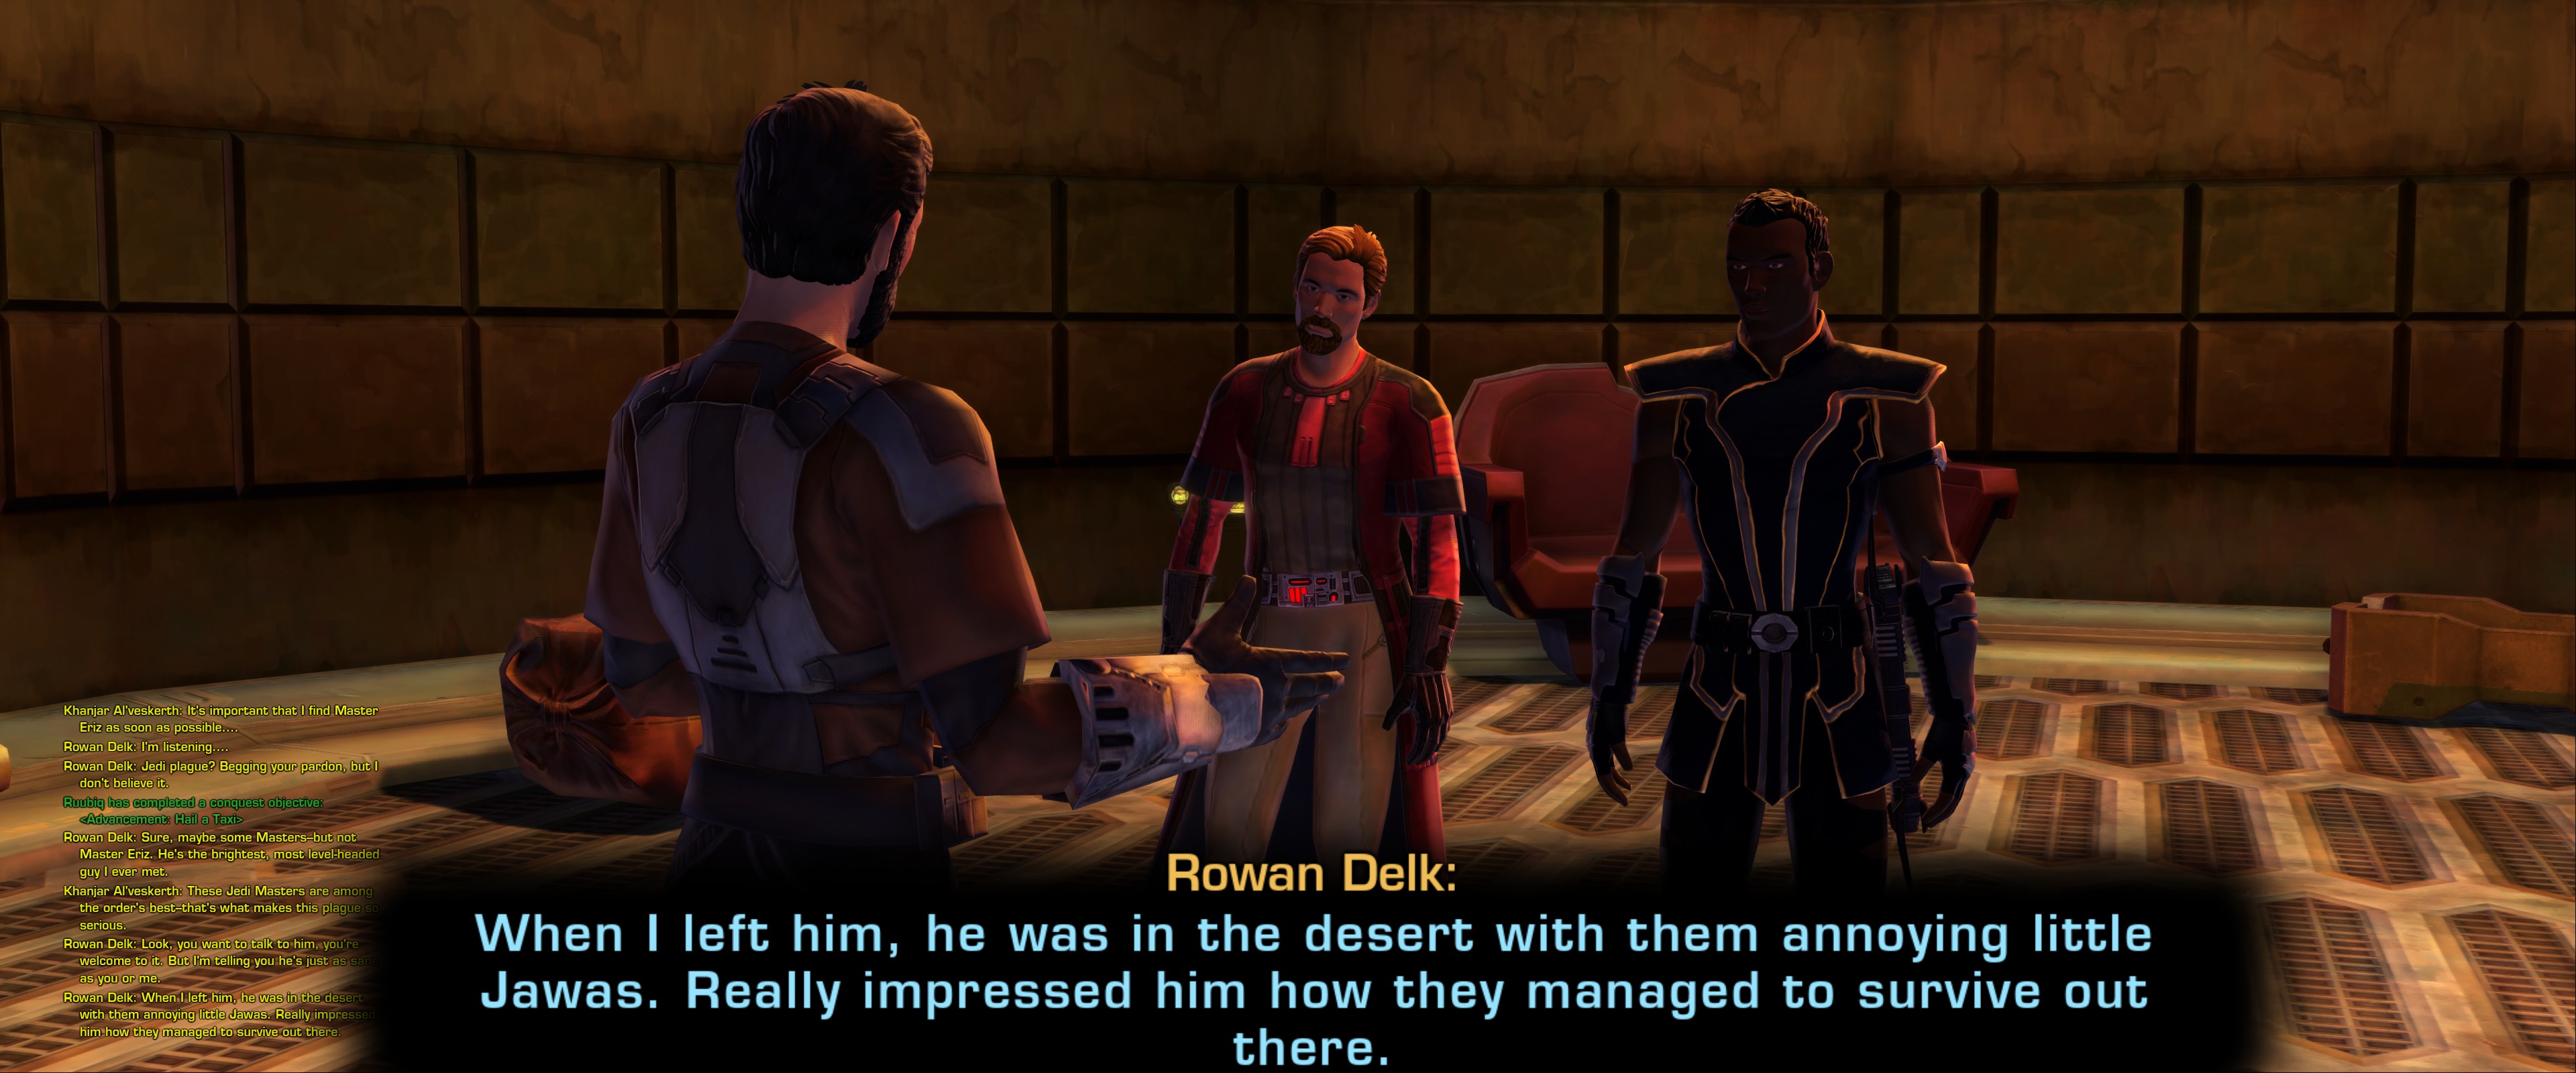 Khanjar Al'veskerth: It's important that I find Master
Eriz as soon as possible....
Rowan Delk: I'm listening....
Rowan Delk: Jedi plague? Begging your pardon, but I
don't believe it.
Ruubiq has completed a conquest objective:
<Advancement: Hail a Taxi>
Rowan Delk: Sure, maybe some Masters–but not
Master Eriz. He's the brightest, most level-headed
guy I ever met.
Khanjar Al'veskerth: These Jedi Masters are among
the order's best–that's what makes this plague so
serious.
Rowan Delk: Look, you want to talk to him, you're
welcome to it. But I'm telling you he's just as sane
as you or me.
Rowan Delk: When I left him, he was in the desert
with them annoying little Jawas. Really impressed
him how they managed to survive out there.
Rowan Delk:
When I left him, he was in the desert with them annoying little
Jawas. Really impressed him how they managed to survive out
there.